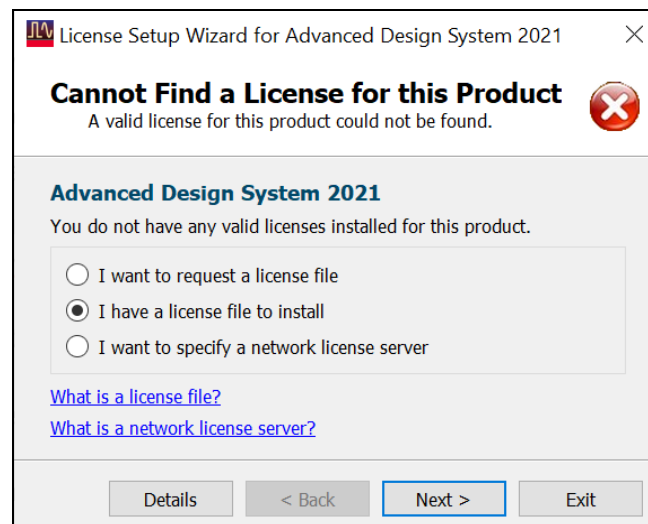 License Setup Wizard for Advanced Design System 2021
Cannot Find a License for this Product
A valid license for this product could not be found.
Advanced Design System 2021
You do not have any valid licenses installed for this product.
I want to request a license file
I have a license file to install
I want to specify a network license server
What is a license file?
What is a network license server?
Details
< Back
Next >
Exit